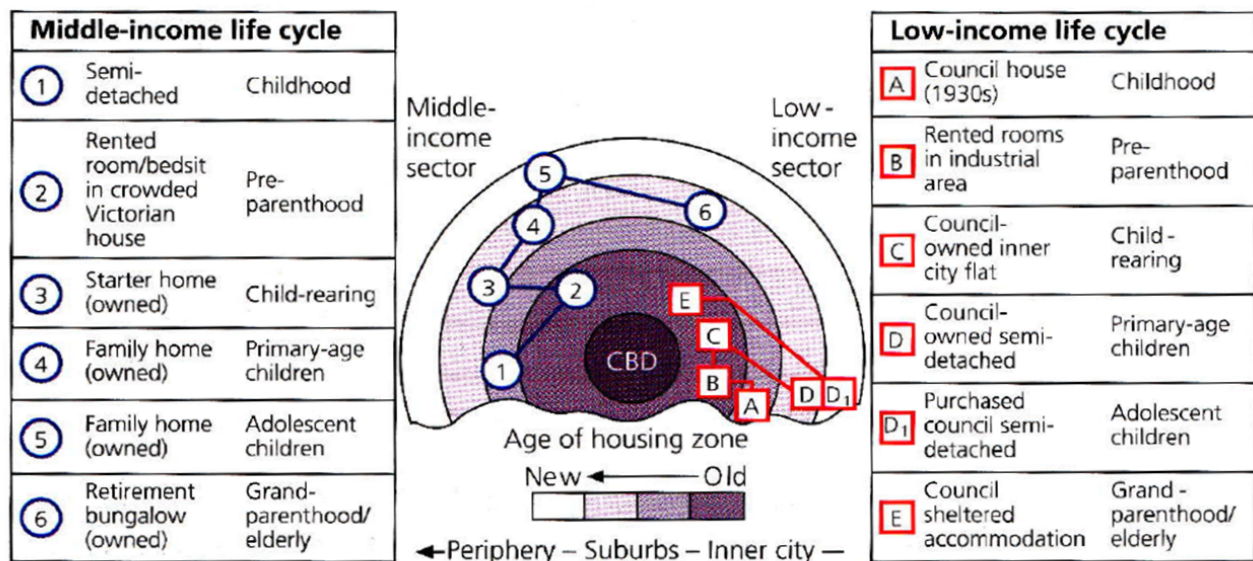 Middle-income life cycle
1
Semi-
detached
Childhood
2
Rented
room/bedsit
in crowded
Victorian
house
Pre-
parenthood
3
Starter home
(owned)
Child-rearing
4
Family home
(owned)
Primary-age
children
5
Family home
(owned)
Adolescent
children
6
Retirement
bungalow
(owned)
Grand-
parenthood/
elderly
Middle-
income
sector
Low-
income
sector
5
4
6
3
2
E
C
1
CBD
B
A
D
D1
Age of housing zone
New
Old
Periphery – Suburbs – Inner city
Low-income life cycle
A
Council house
(1930s)
Childhood
B
Rented rooms
in industrial
area
Pre-
parenthood
C
Council-
owned inner
city flat
Child-
rearing
D
Council-
owned semi-
detached
Primary-age
children
D1
Purchased
council semi-
detached
Adolescent
children
E
Council
sheltered
accommodation
Grand-
parenthood/
elderly